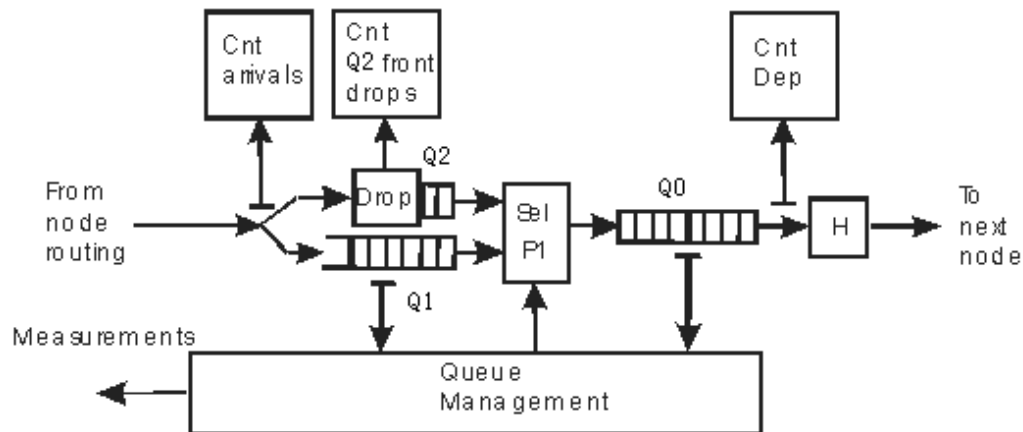 Cnt
arrivals
Cnt
Q2 front
drops
Cnt
Dep
From
node
routing
Drop
Q2
Sel
P1
Q0
H
To
next
node
Q1
Measurements
Queue
Management